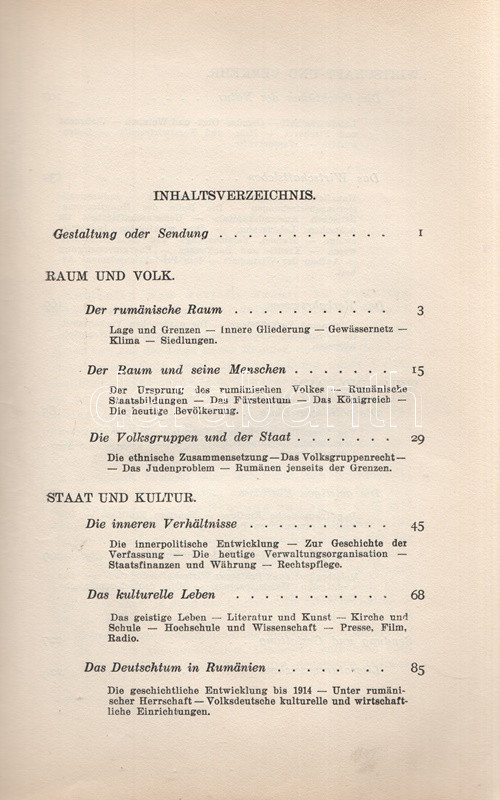 INHALTSVERZEICHNIS.
Gestaltung oder Sendung . . . . . . . . . . . . 1
RAUM UND VOLK.
Der rumänische Raum . . . . . . . . . . . 3
Lage und Grenzen — Innere Gliederung — Gewässernetz —
Klima — Siedlungen.
Der Raum und seine Menschen . . . . . . . 15
Der Ursprung des rumänischen Volkes — Rumänische
Staatsbildungen — Das Fürstentum — Das Königreich —
Die heutige Bevölkerung.
Die Volksgruppen und der Staat . . . . . . . 29
Die ethnische Zusammensetzung — Das Volksgruppenrecht —
— Das Judenproblem — Rumänen jenseits der Grenzen.
STAAT UND KULTUR.
Die inneren Verhältnisse . . . . . . . . . . 45
Die innerpolitische Entwicklung — Zur Geschichte der
Verfassung — Die heutige Verwaltungsorganisation —
Staatsfinanzen und Währung — Rechtspflege.
Das kulturelle Leben . . . . . . . . . . . 68
Das geistige Leben — Literatur und Kunst — Kirche und
Schule — Hochschule und Wissenschaft — Presse, Film,
Radio.
Das Deutschtum in Rumänien . . . . . . . . 85
Die geschichtliche Entwicklung bis 1914 — Unter rumäni-
scher Herrschaft — Volksdeutsche kulturelle und wirtschaft-
liche Einrichtungen.